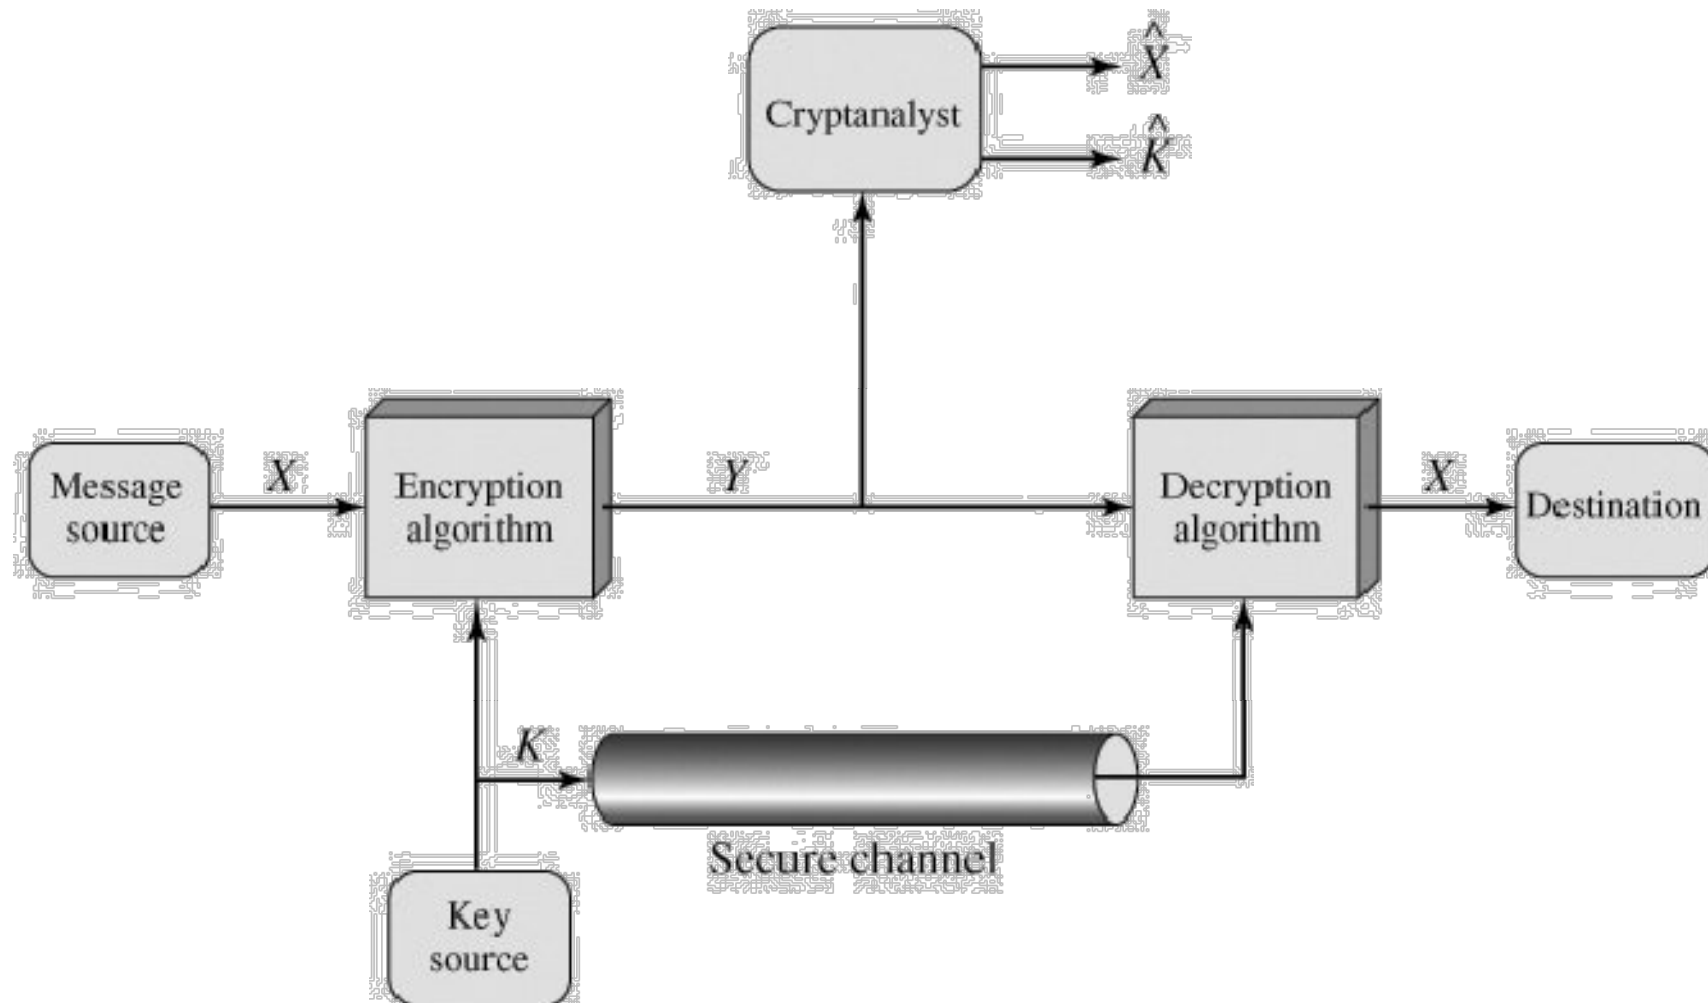 Cryptanalyst
X̂
K̂
Message
source
X
Encryption
algorithm
Y
Decryption
algorithm
X
Destination
K
Secure channel
Key
source